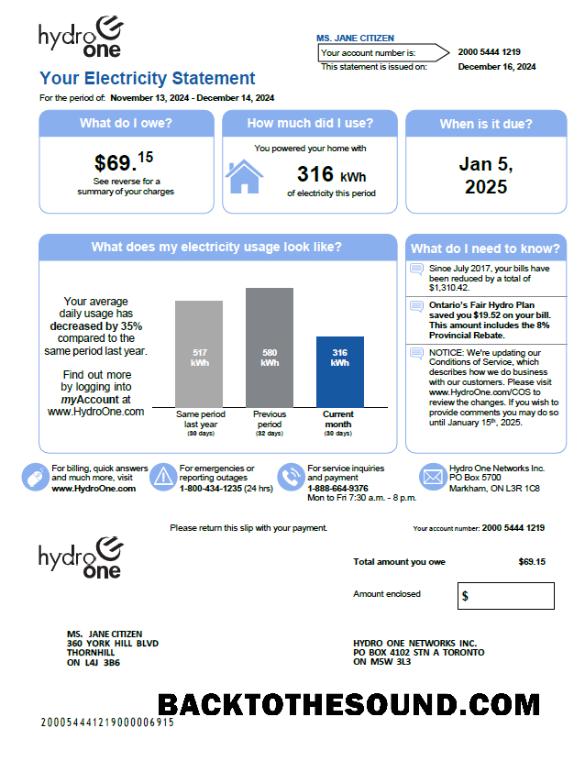 hydro
one
MS. JANE CITIZEN
Your account number is: 2000 5444 1219
This statement is issued on: December 16, 2024
Your Electricity Statement
For the period of: November 13, 2024 - December 14, 2024
What do I owe?
$69.15
See reverse for a
summary of your charges
How much did I use?
You powered your home with
316 kWh
of electricity this period
When is it due?
Jan 5,
2025
What does my electricity usage look like?
Your average
daily usage has
decreased by 35%
compared to the
same period last year.
Find out more
by logging into
myAccount at
www.HydroOne.com
517
kWh
580
kWh
316
kWh
Same period
last year
(30 days)
Previous
period
(32 days)
Current
month
(30 days)
What do I need to know?
Since July 2017, your bills have
been reduced by a total of
$1,310.42.
Ontario's Fair Hydro Plan
saved you $19.52 on your bill.
This amount includes the 8%
Provincial Rebate.
NOTICE: We're updating our
Conditions of Service, which
describes how we do business
with our customers. Please visit
www.HydroOne.com/COS to
review the changes. If you wish to
provide comments you may do so
until January 15th, 2025.
For billing, quick answers
and much more, visit
www.HydroOne.com
For emergencies or
reporting outages
1-800-434-1235 (24 hrs)
For service inquiries
and payment
1-888-664-9376
Mon to Fri 7:30 a.m. - 8 p.m.
Hydro One Networks Inc.
PO Box 5700
Markham, ON L3R 1C8
Please return this slip with your payment.
Your account number: 2000 5444 1219
hydro
one
Total amount you owe $69.15
Amount enclosed $
MS. JANE CITIZEN
360 YORK HILL BLVD
THORNHILL
ON L4J 3B6
HYDRO ONE NETWORKS INC.
PO BOX 4102 STN A TORONTO
ON M5W 3L3
BACKTOTHESOUND.COM
200054441219000006915